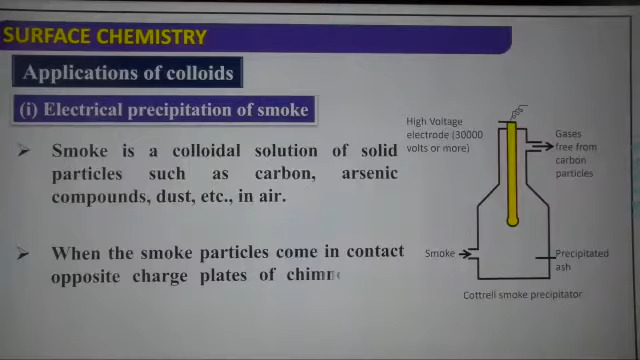 SURFACE CHEMISTRY
Applications of colloids
(i) Electrical precipitation of smoke
➢ Smoke is a colloidal solution of solid
particles such as carbon, arsenic
compounds, dust, etc., in air.
➢ When the smoke particles come in contact
opposite charge plates of chimn
High Voltage
electrode (30000
volts or more)
Gases
free from
carbon
particles
Smoke
Precipitated
ash
Cottrell smoke precipitator